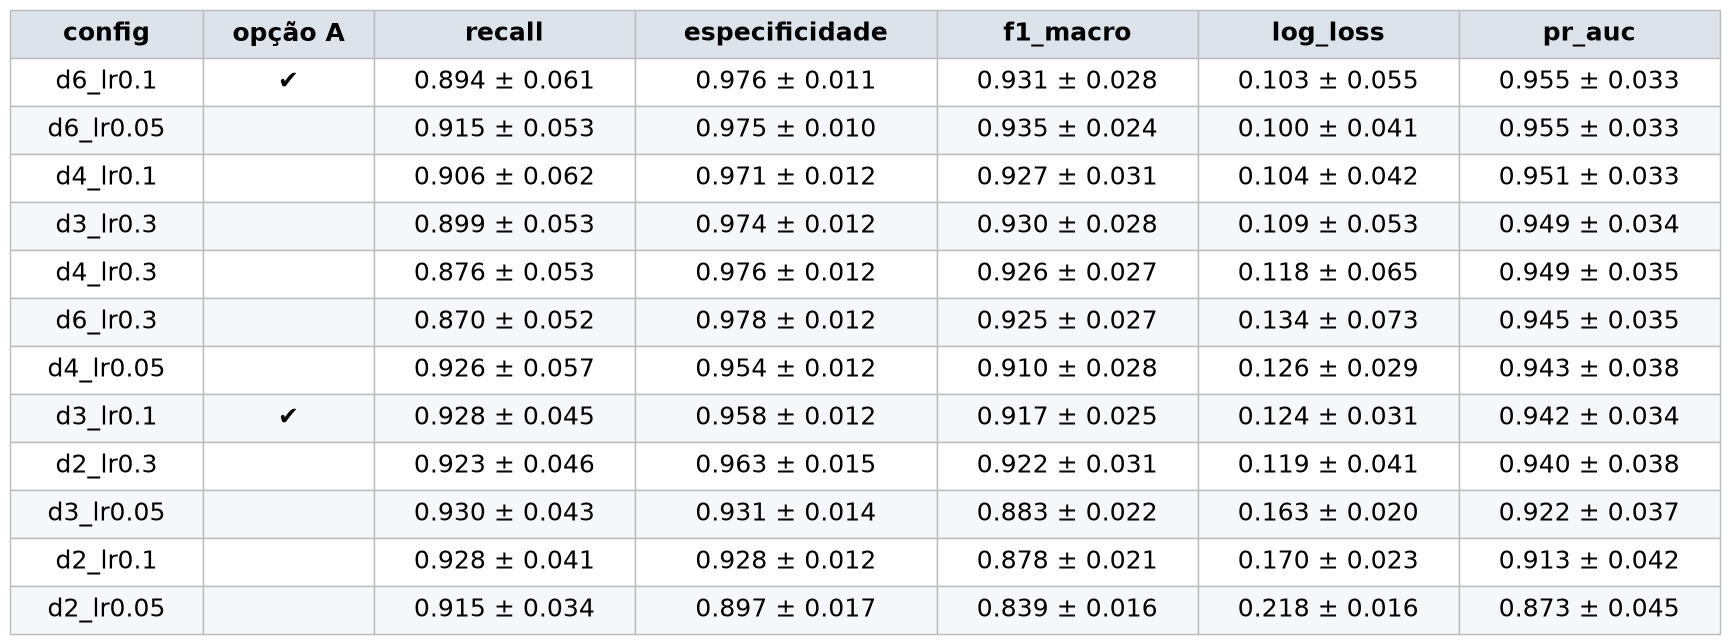 config opção A recall especificidade f1_macro log_loss pr_auc
d6_lr0.1 ✔ 0.894 ± 0.061 0.976 ± 0.011 0.931 ± 0.028 0.103 ± 0.055 0.955 ± 0.033
d6_lr0.05 0.915 ± 0.053 0.975 ± 0.010 0.935 ± 0.024 0.100 ± 0.041 0.955 ± 0.033
d4_lr0.1 0.906 ± 0.062 0.971 ± 0.012 0.927 ± 0.031 0.104 ± 0.042 0.951 ± 0.033
d3_lr0.3 0.899 ± 0.053 0.974 ± 0.012 0.930 ± 0.028 0.109 ± 0.053 0.949 ± 0.034
d4_lr0.3 0.876 ± 0.053 0.976 ± 0.012 0.926 ± 0.027 0.118 ± 0.065 0.949 ± 0.035
d6_lr0.3 0.870 ± 0.052 0.978 ± 0.012 0.925 ± 0.027 0.134 ± 0.073 0.945 ± 0.035
d4_lr0.05 0.926 ± 0.057 0.954 ± 0.012 0.910 ± 0.028 0.126 ± 0.029 0.943 ± 0.038
d3_lr0.1 ✔ 0.928 ± 0.045 0.958 ± 0.012 0.917 ± 0.025 0.124 ± 0.031 0.942 ± 0.034
d2_lr0.3 0.923 ± 0.046 0.963 ± 0.015 0.922 ± 0.031 0.119 ± 0.041 0.940 ± 0.038
d3_lr0.05 0.930 ± 0.043 0.931 ± 0.014 0.883 ± 0.022 0.163 ± 0.020 0.922 ± 0.037
d2_lr0.1 0.928 ± 0.041 0.928 ± 0.012 0.878 ± 0.021 0.170 ± 0.023 0.913 ± 0.042
d2_lr0.05 0.915 ± 0.034 0.897 ± 0.017 0.839 ± 0.016 0.218 ± 0.016 0.873 ± 0.045